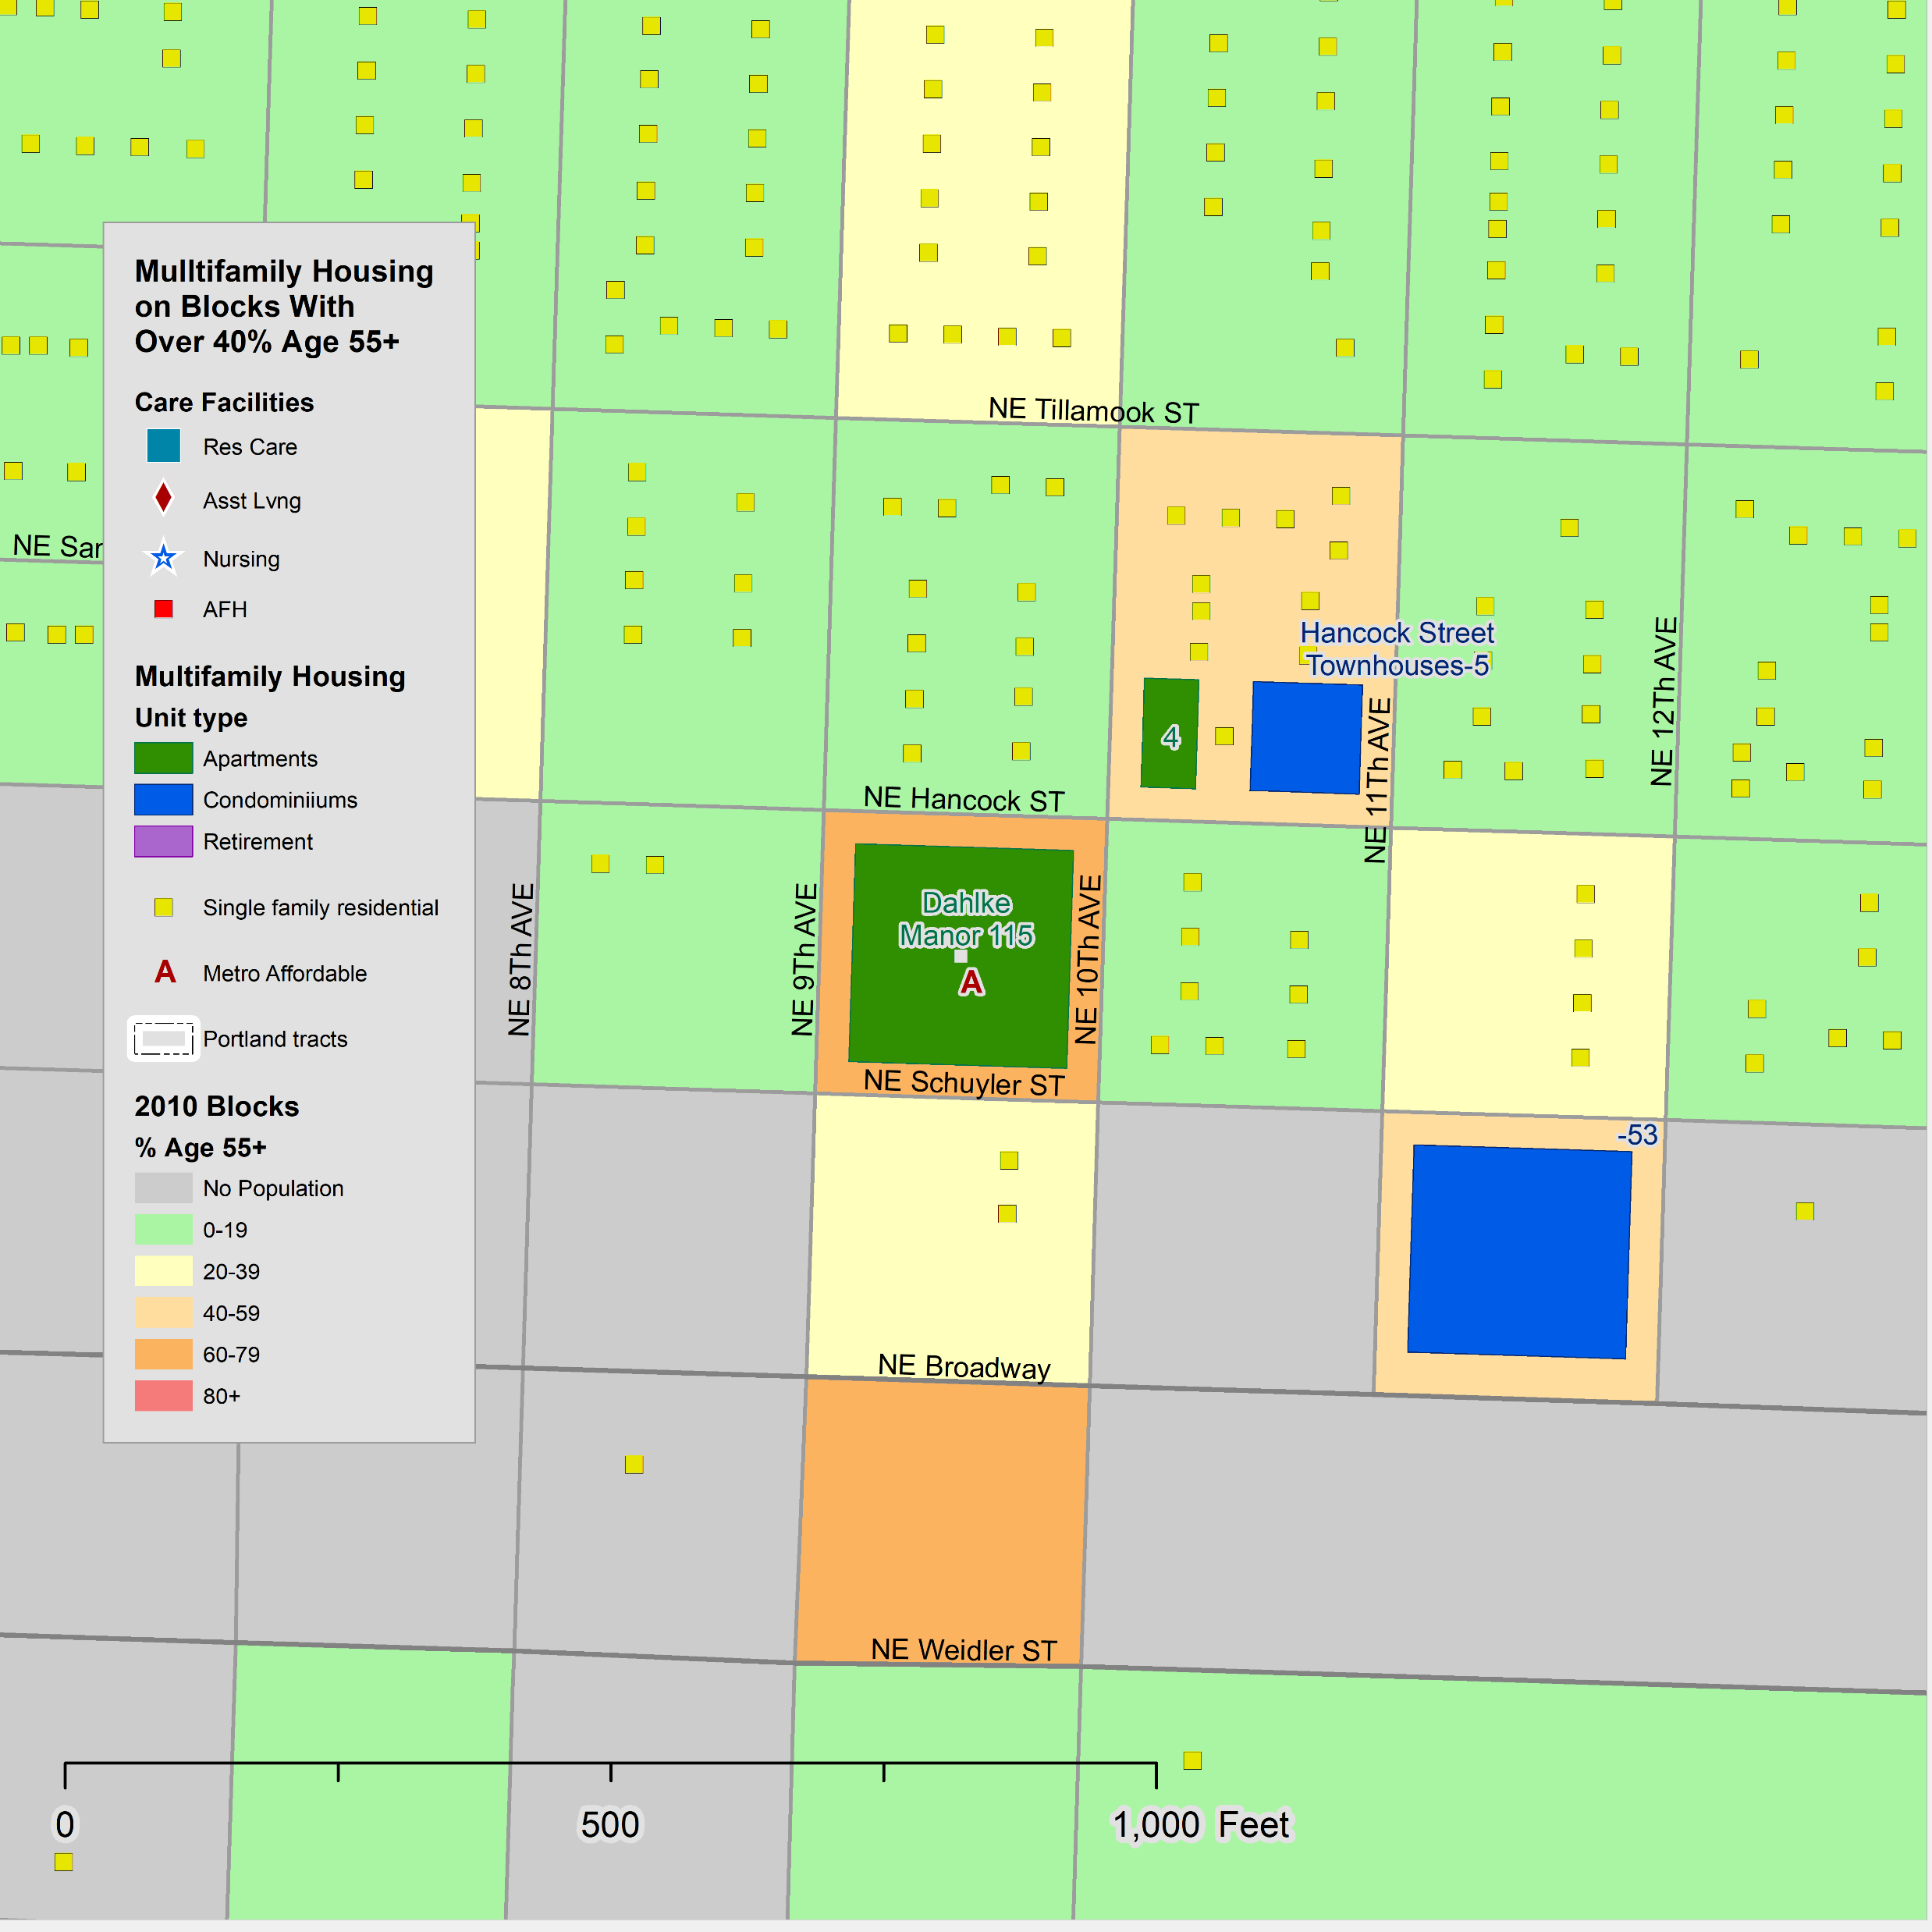 Mulltifamily Housing
on Blocks With
Over 40% Age 55+
Care Facilities
Res Care
Asst Lvng
Nursing
AFH
Multifamily Housing
Unit type
Apartments
Condominiiums
Retirement
Single family residential
A Metro Affordable
Portland tracts
2010 Blocks
% Age 55+
No Population
0-19
20-39
40-59
60-79
80+
NE Tillamook ST
NE Sar
Hancock Street
Townhouses-5
4
NE 12Th AVE
NE 11Th AVE
NE Hancock ST
NE 8Th AVE
NE 9Th AVE
Dahlke
Manor 115
A
NE 10Th AVE
NE Schuyler ST
-53
NE Broadway
NE Weidler ST
0
500
1,000 Feet